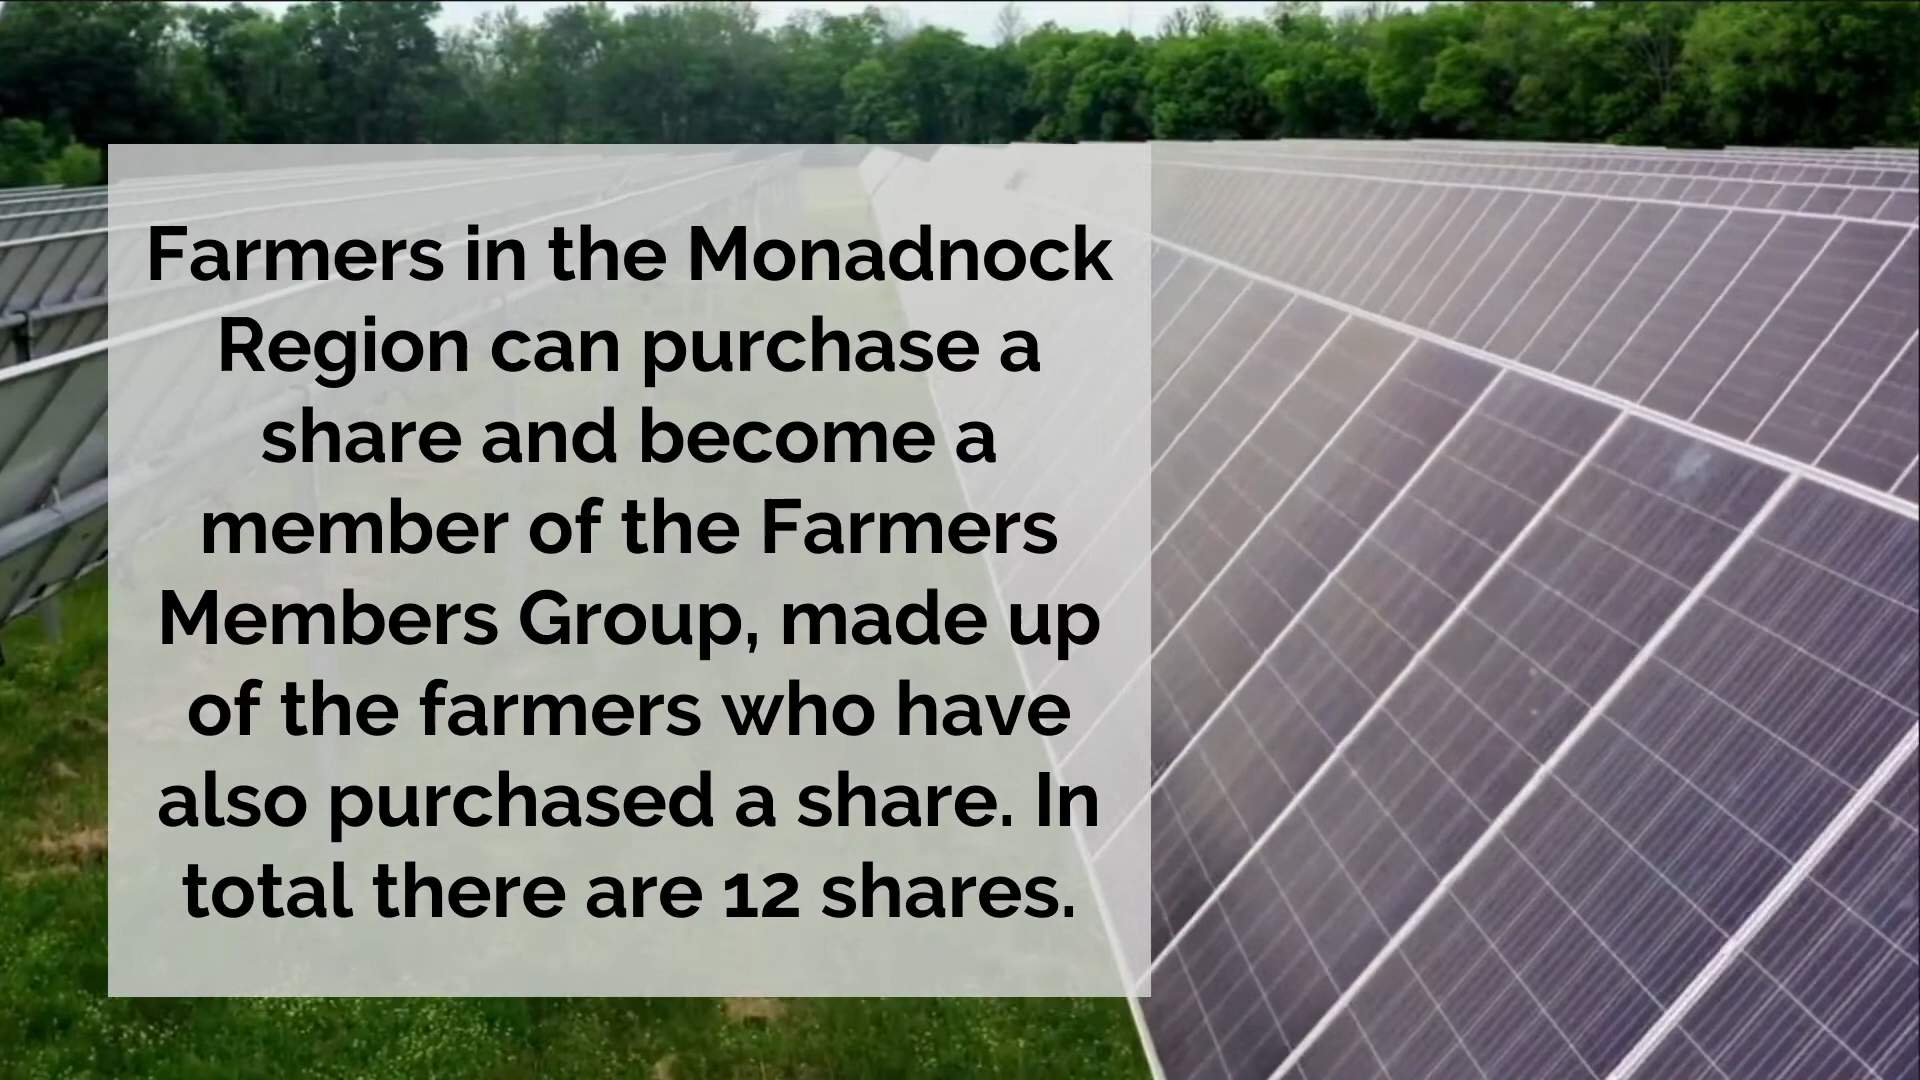 Farmers in the Monadnock
Region can purchase a
share and become a
member of the Farmers
Members Group, made up
of the farmers who have
also purchased a share. In
total there are 12 shares.